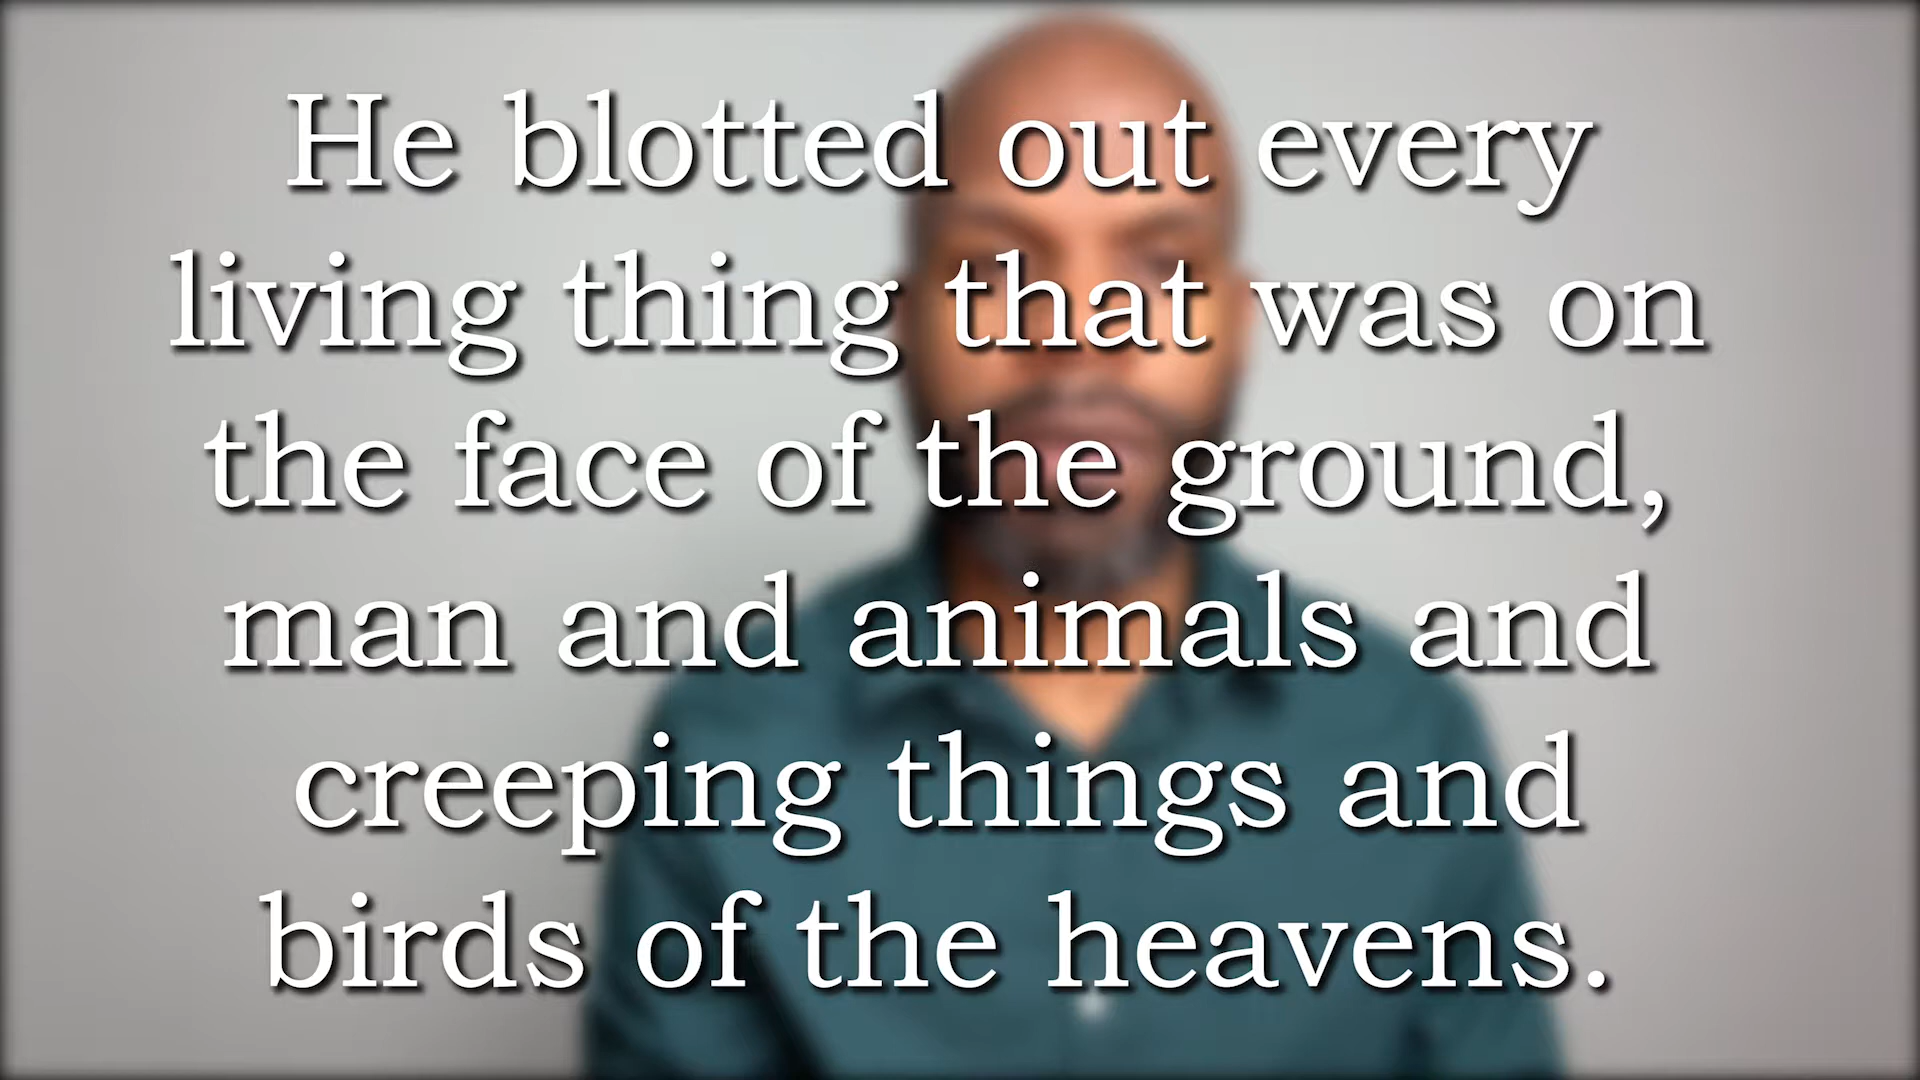 He blotted out every
living thing that was on
the face of the ground,
man and animals and
creeping things and
birds of the heavens.